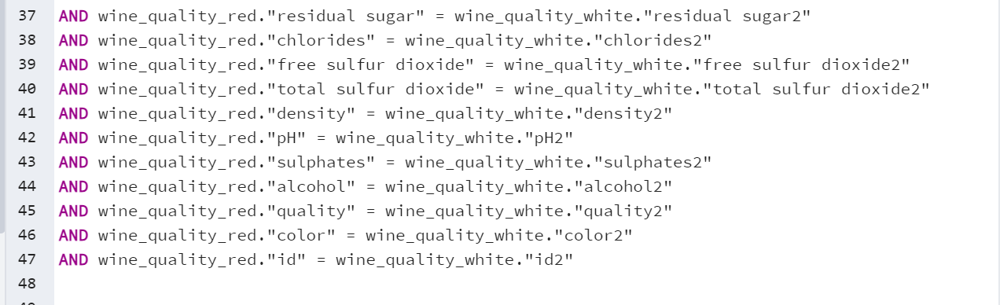 37 AND wine_quality_red."residual sugar" = wine_quality_white."residual sugar2"
38 AND wine_quality_red."chlorides" = wine_quality_white."chlorides2"
39 AND wine_quality_red."free sulfur dioxide" = wine_quality_white."free sulfur dioxide2"
40 AND wine_quality_red."total sulfur dioxide" = wine_quality_white."total sulfur dioxide2"
41 AND wine_quality_red."density" = wine_quality_white."density2"
42 AND wine_quality_red."pH" = wine_quality_white."pH2"
43 AND wine_quality_red."sulphates" = wine_quality_white."sulphates2"
44 AND wine_quality_red."alcohol" = wine_quality_white."alcohol2"
45 AND wine_quality_red."quality" = wine_quality_white."quality2"
46 AND wine_quality_red."color" = wine_quality_white."color2"
47 AND wine_quality_red."id" = wine_quality_white."id2"
48